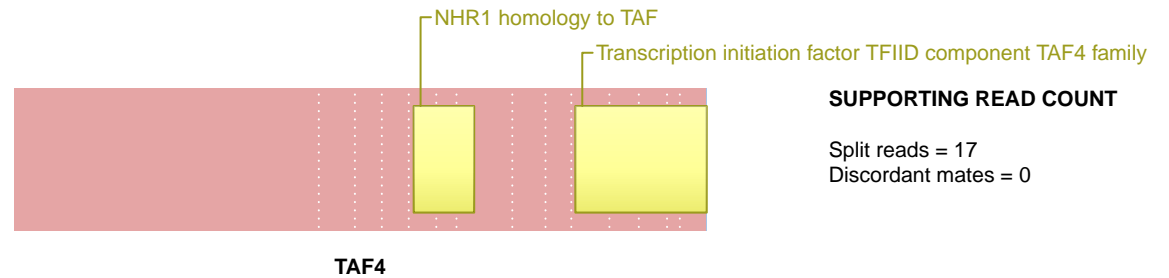 NHR1 homology to TAF
Transcription initiation factor TFIID component TAF4 family
SUPPORTING READ COUNT
Split reads = 17
Discordant mates = 0
TAF4